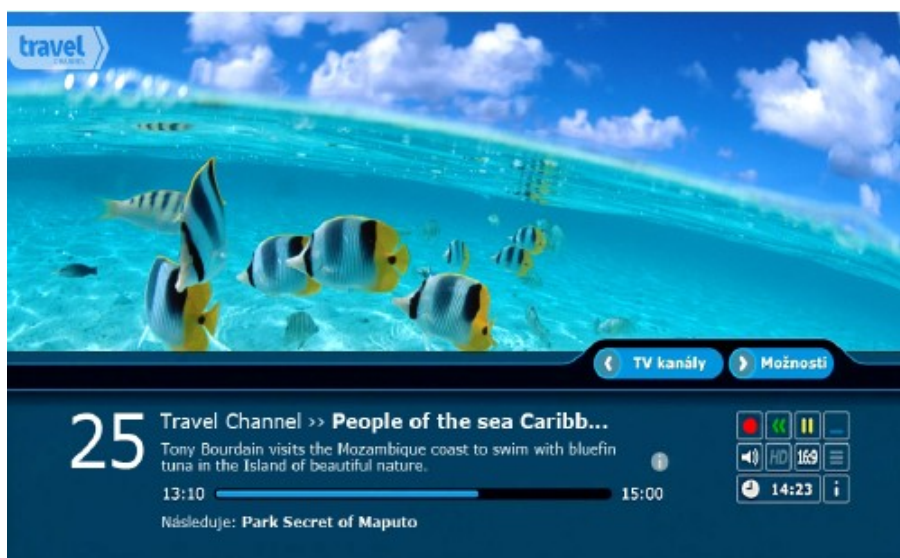 travel
CHANNEL
TV kanály
Možnosti
25
Travel Channel >> People of the sea Caribb...
Tony Bourdain visits the Mozambique coast to swim with bluefin
tuna in the Island of beautiful nature.
i
13:10
15:00
Následuje: Park Secret of Maputo
HD 16:9
14:23 i